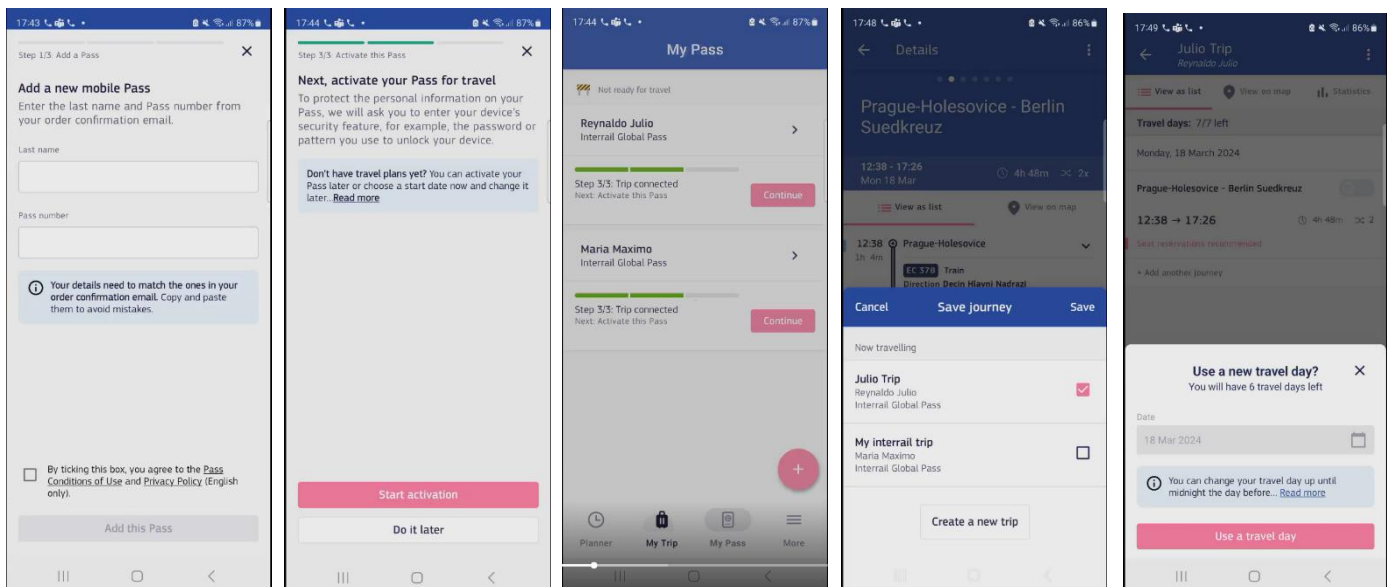 17:43
87%
Step 1/3: Add a Pass
Add a new mobile Pass
Enter the last name and Pass number from
your order confirmation email.
Last name
Pass number
Your details need to match the ones in your
order confirmation email. Copy and paste
them to avoid mistakes.
By ticking this box, you agree to the Pass
Conditions of Use and Privacy Policy (English
only).
Add this Pass
17:44
87%
Step 3/3: Activate this Pass
Next, activate your Pass for travel
To protect the personal information on your
Pass, we will ask you to enter your device's
security feature, for example, the password or
pattern you use to unlock your device.
Don't have travel plans yet? You can activate your
Pass later or choose a start date now and change it
later...Read more
Start activation
Do it later
17:44
87%
My Pass
Not ready for travel
Reynaldo Julio
Interrail Global Pass
Step 3/3: Trip connected
Next: Activate this Pass
Continue
Maria Maximo
Interrail Global Pass
Step 3/3: Trip connected
Next: Activate this Pass
Continue
Planner
My Trip
My Pass
More
17:48
86%
Details
Prague-Holesovice - Berlin
Suedkreuz
12:38 - 17:26
Mon 18 Mar
4h 48m
2x
View as list
View on map
12:38
Prague-Holesovice
1h 4m
EC 378 Train
Direction Decin Hlavni Nadrazi
Cancel
Save journey
Save
Now travelling
Julio Trip
Reynaldo Julio
Interrail Global Pass
My interrail trip
Maria Maximo
Interrail Global Pass
Create a new trip
17:49
86%
Julio Trip
Reynaldo Julio
View as list
View on map
Statistics
Travel days: 7/7 left
Monday, 18 March 2024
Prague-Holesovice - Berlin Suedkreuz
12:38 → 17:26
4h 48m
2
Seat reservations recommended
+ Add another journey
Use a new travel day?
You will have 6 travel days left
Date
18 Mar 2024
You can change your travel day up until
midnight the day before... Read more
Use a travel day